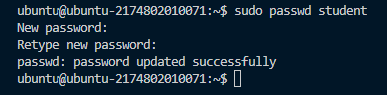 ubuntu@ubuntu-2174802010071:~$ sudo passwd student
New password:
Retype new password:
passwd: password updated successfully
ubuntu@ubuntu-2174802010071:~$